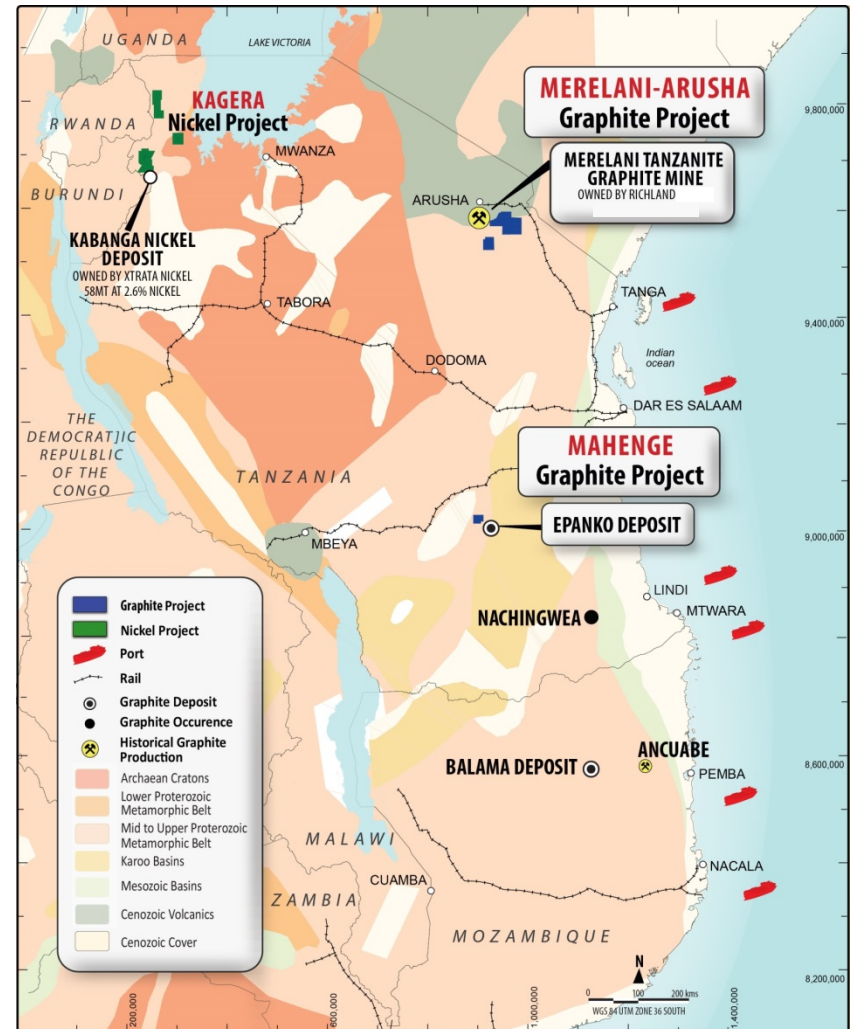 UGANDA
LAKE VICTORIA
KAGERA
Nickel Project
RWANDA
MWANZA
BURUNDI
KABANGA NICKEL
DEPOSIT
OWNED BY XTRATA NICKEL
58MT AT 2.6% NICKEL
MERELANI-ARUSHA
Graphite Project
MERELANI TANZANITE
GRAPHITE MINE
OWNED BY RICHLAND
ARUSHA
9,800,000
TABORA
TANGA
9,400,000
Indian
ocean
DODOMA
DAR ES SALAAM
THE
DEMOCRATJIC
REPULBLIC
OF THE
CONGO
TANZANIA
MAHENGE
Graphite Project
EPANKO DEPOSIT
MBEYA
9,000,000
LINDI
MTWARA
NACHINGWEA
8,600,000
ANCUABE
BALAMA DEPOSIT
PEMBA
MALAWI
NACALA
CUAMBA
ZAMBIA
MOZAMBIQUE
8,200,000
Graphite Project
Nickel Project
Port
Rail
Graphite Deposit
Graphite Occurence
Historical Graphite
Production
Archaean Cratons
Lower Proterozoic
Metamorphic Belt
Mid to Upper Proterozoic
Metamorphic Belt
Karoo Basins
Mesozoic Basins
Cenozoic Volcanics
Cenozoic Cover
N
0 100 200 kms
WGS 84 UTM ZONE 36 SOUTH
200,000
600,000
1,000,000
1,400,000